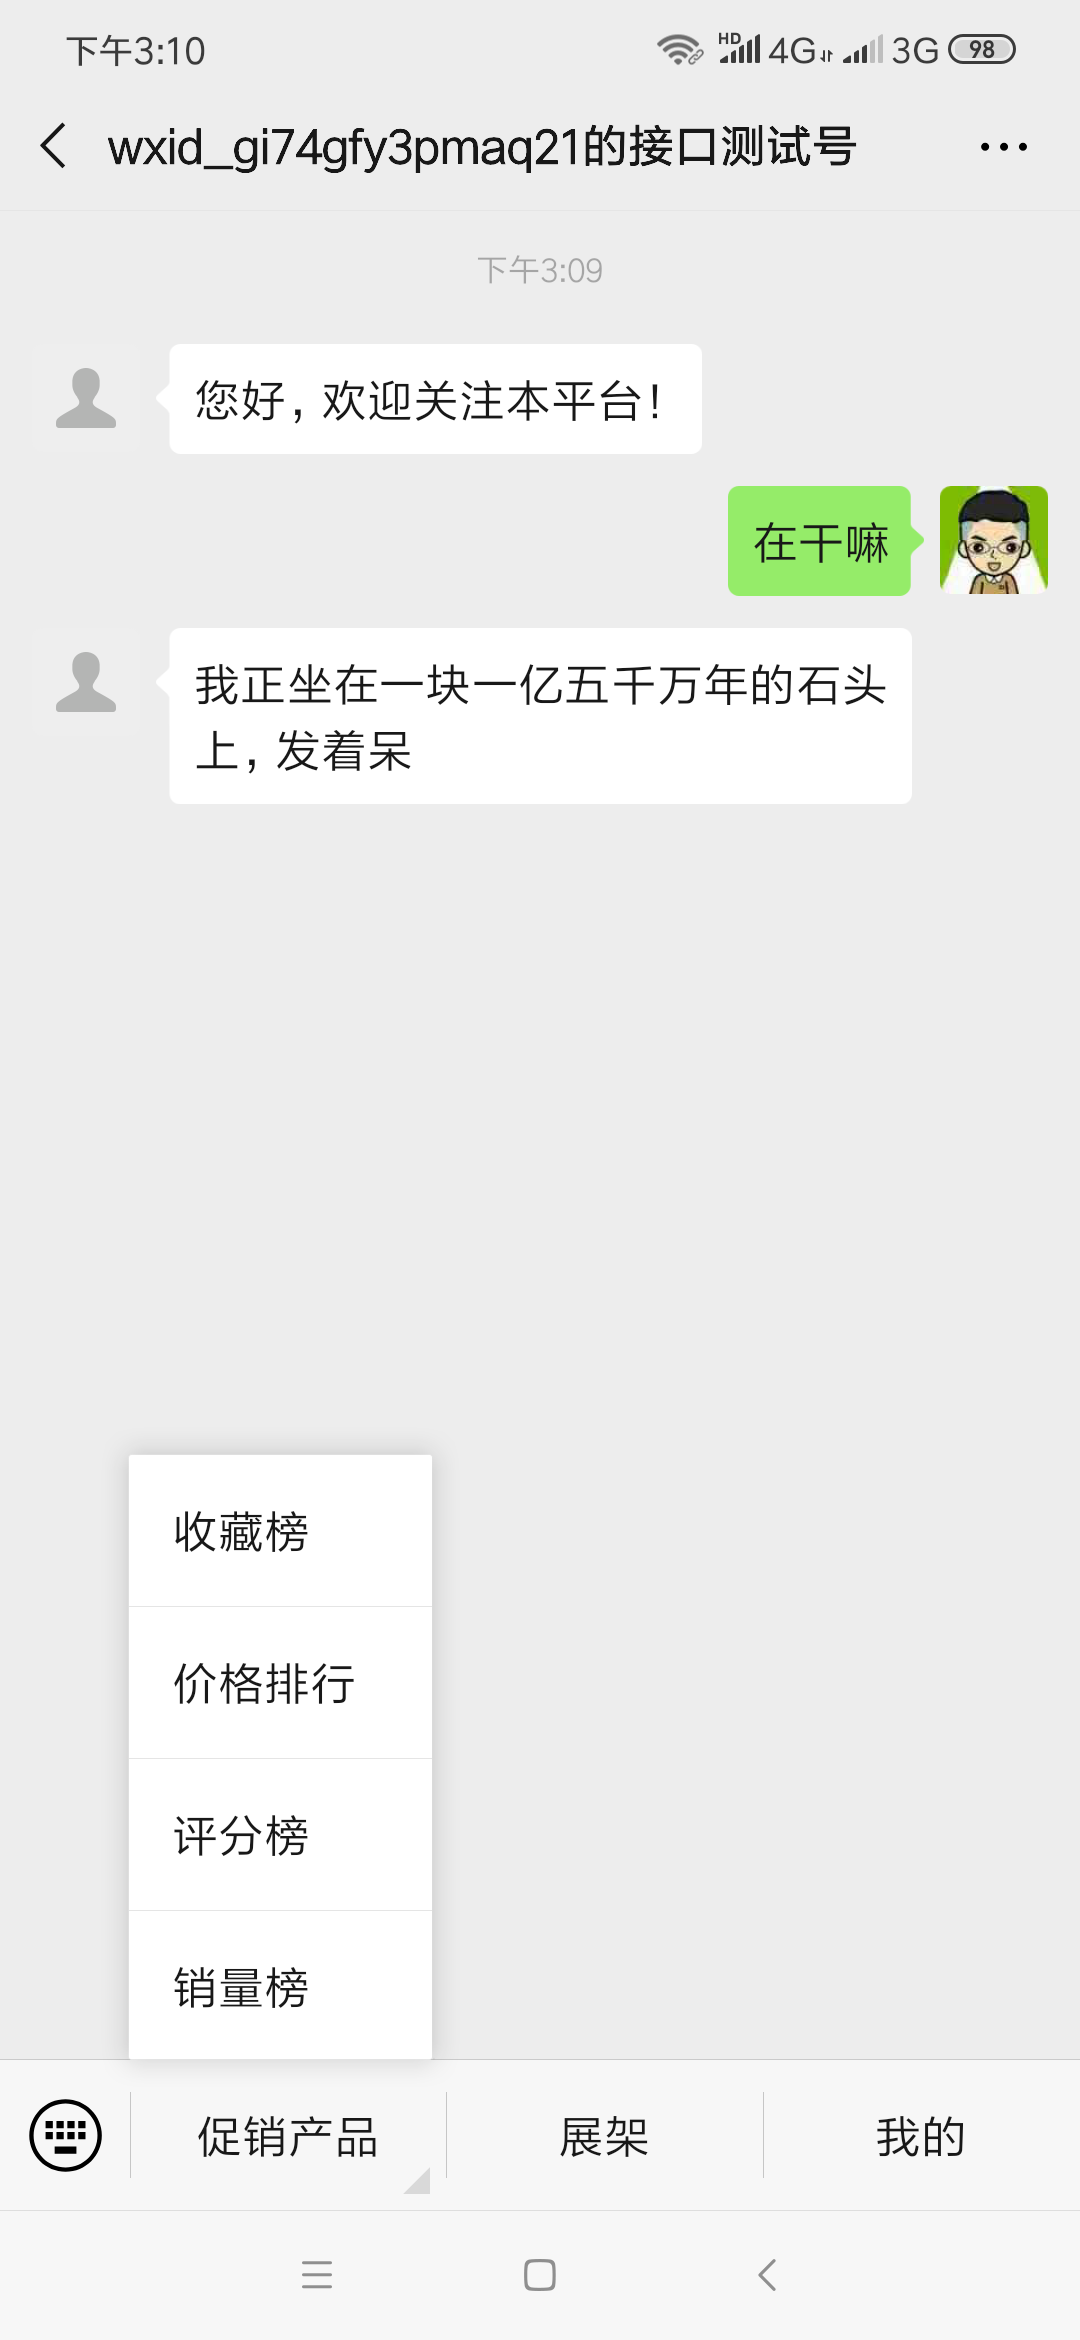 下午3:10
HD 4G 3G 98
wxid_gi74gfy3pmaq21的接口测试号
下午3:09
您好，欢迎关注本平台！
在干嘛
我正坐在一块一亿五千万年的石头
上，发着呆
收藏榜
价格排行
评分榜
销量榜
促销产品 展架 我的